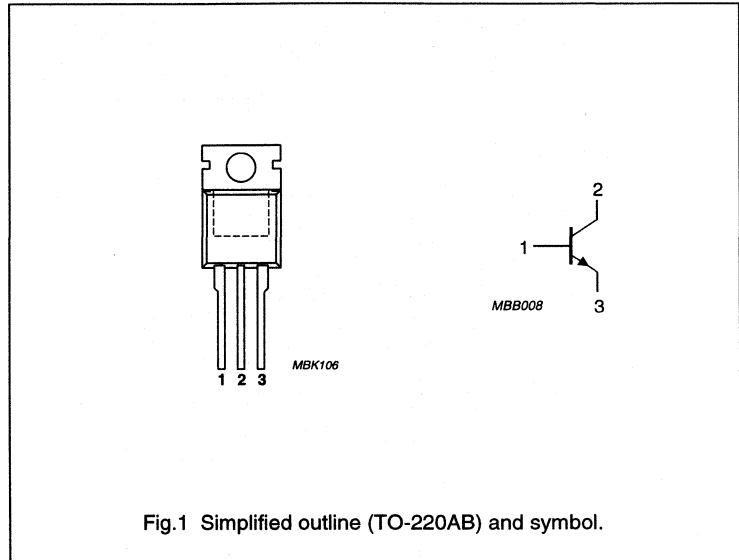 2
1
MBB008
3
MBK106
1 2 3
Fig.1 Simplified outline (TO-220AB) and symbol.